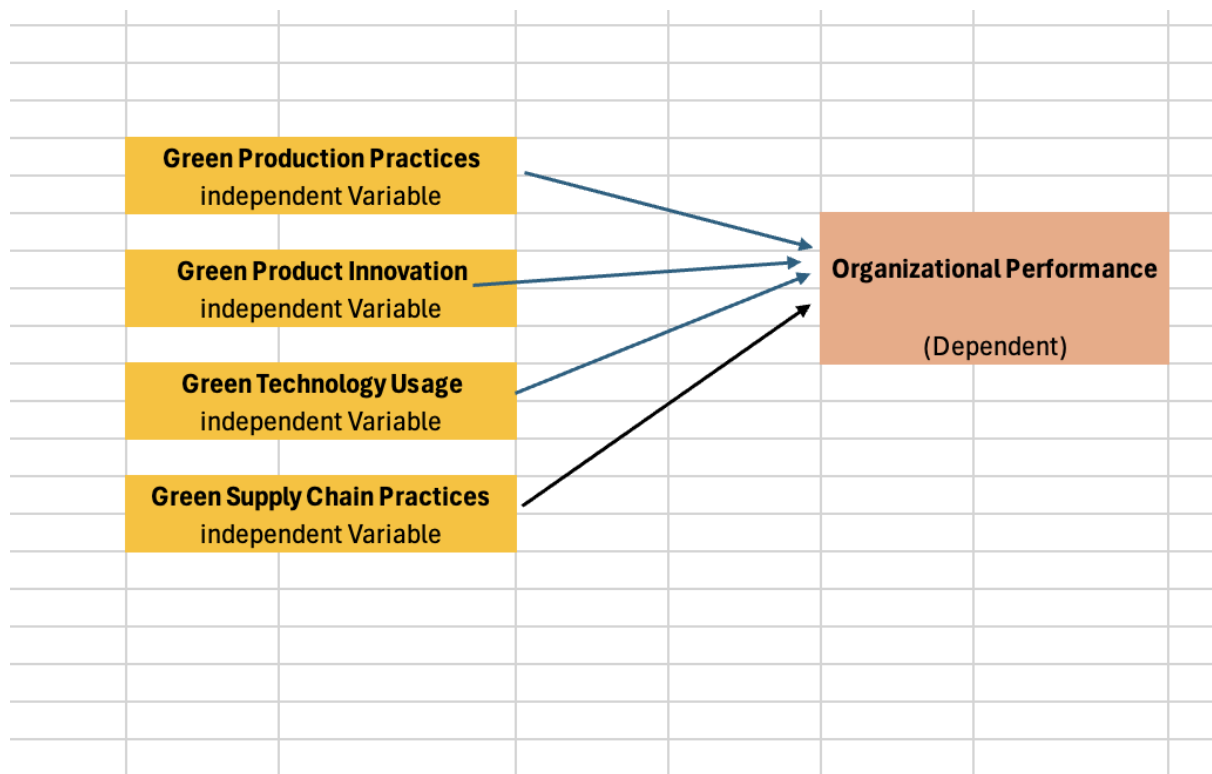 Green Production Practices
independent Variable
Green Product Innovation
independent Variable
Green Technology Usage
independent Variable
Green Supply Chain Practices
independent Variable
Organizational Performance
(Dependent)